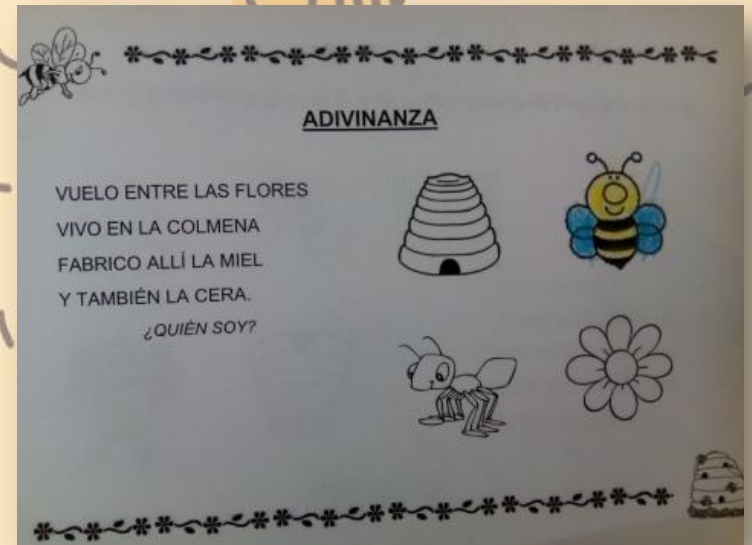 ADIVINANZA
VUELO ENTRE LAS FLORES
VIVO EN LA COLMENA
FABRICO ALLÍ LA MIEL
Y TAMBIÉN LA CERA.
¿QUIÉN SOY?